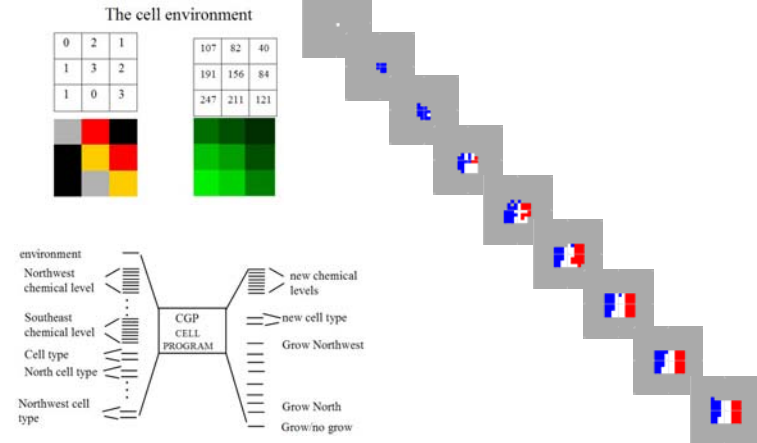 The cell environment
0 2 1
1 3 2
1 0 3
107 82 40
191 156 84
247 211 121
environment
Northwest
chemical level
Southeast
chemical level
Cell type
North cell type
Northwest cell
type
CGP
CELL
PROGRAM
new chemical
levels
new cell type
Grow Northwest
Grow North
Grow/no grow